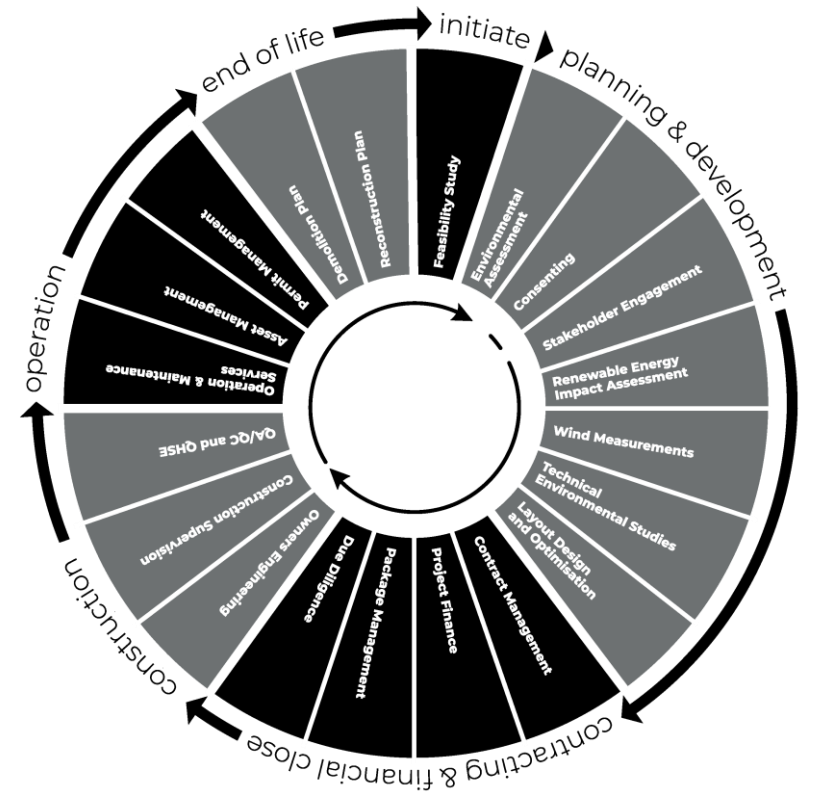 initiate
planning & development
contracting & financial close
construction
operation
end of life
Feasibility Study
Environmental
Assessment
Consenting
Stakeholder Engagement
Renewable Energy
Impact Assessment
Wind Measurements
Technical
Environmental Studies
Layout Design
and Optimisation
Contract Management
Project Finance
Package Management
Due Diligence
Owners Engineering
Construction Supervision
QA/QC and QHSE
Operation & Maintenance
Services
Asset Management
Permit Management
Demolition Plan
Reconstruction Plan